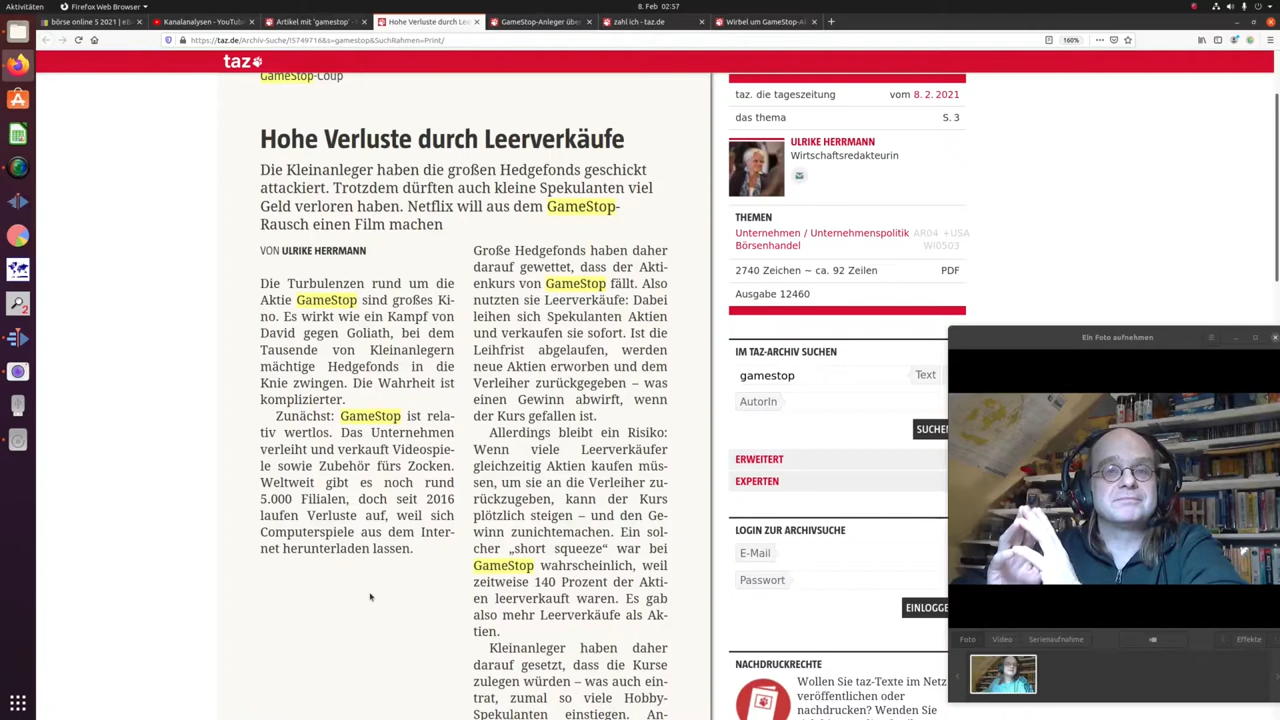 Aktivitäten
Firefox Web Browser
8. Feb 02:57
börse online 5 2021 | eB
Kanalanalysen - YouTub
Artikel mit 'gamestop'
Hohe Verluste durch Lee
GameStop-Anleger übe
zahl ich - taz.de
Wirbel um GameStop-A
https://taz.de/Archiv-Suche/!5749716&s=gamestop&SuchRahmen=Print/
160%
taz
GameStop-Coup
Hohe Verluste durch Leerverkäufe
Die Kleinanleger haben die großen Hedgefonds geschickt
attackiert. Trotzdem dürften auch kleine Spekulanten viel
Geld verloren haben. Netflix will aus dem GameStop-
Rausch einen Film machen
VON ULRIKE HERRMANN
Die Turbulenzen rund um die
Aktie GameStop sind großes Ki-
no. Es wirkt wie ein Kampf von
David gegen Goliath, bei dem
Tausende von Kleinanlegern
mächtige Hedgefonds in die
Knie zwingen. Die Wahrheit ist
komplizierter.
Zunächst: GameStop ist rela-
tiv wertlos. Das Unternehmen
verleiht und verkauft Videospie-
le sowie Zubehör fürs Zocken.
Weltweit gibt es noch rund
5.000 Filialen, doch seit 2016
laufen Verluste auf, weil sich
Computerspiele aus dem Inter-
net herunterladen lassen.
Große Hedgefonds haben daher
darauf gewettet, dass der Akti-
enkurs von GameStop fällt. Also
nutzten sie Leerverkäufe: Dabei
leihen sich Spekulanten Aktien
und verkaufen sie sofort. Ist die
Leihfrist abgelaufen, werden
neue Aktien erworben und dem
Verleiher zurückgegeben – was
einen Gewinn abwirft, wenn
der Kurs gefallen ist.
Allerdings bleibt ein Risiko:
Wenn viele Leerverkäufer
gleichzeitig Aktien kaufen müs-
sen, um sie an die Verleiher zu-
rückzugeben, kann der Kurs
plötzlich steigen – und den Ge-
winn zunichtemachen. Ein sol-
cher „short squeeze“ war bei
GameStop wahrscheinlich, weil
zeitweise 140 Prozent der Akti-
en leerverkauft waren. Es gab
also mehr Leerverkäufe als Ak-
tien.
Kleinanleger haben daher
darauf gesetzt, dass die Kurse
zulegen würden – was auch ein-
trat, zumal so viele Hobby-
Spekulanten einstiegen. An-
taz. die tageszeitung vom 8. 2. 2021
das thema S. 3
ULRIKE HERRMANN
Wirtschaftsredakteurin
THEMEN
Unternehmen / Unternehmenspolitik AR04 +USA
Börsenhandel WI0503
2740 Zeichen ~ ca. 92 Zeilen PDF
Ausgabe 12460
IM TAZ-ARCHIV SUCHEN
gamestop Text
AutorIn
SUCHEN
ERWEITERT
EXPERTEN
LOGIN ZUR ARCHIVSUCHE
E-Mail
Passwort
EINLOGGE
NACHDRUCKRECHTE
Wollen Sie taz-Texte im Netz
veröffentlichen oder
nachdrucken? Wenden Sie
Ein Foto aufnehmen
Foto Video Serienaufnahme Effekte
2